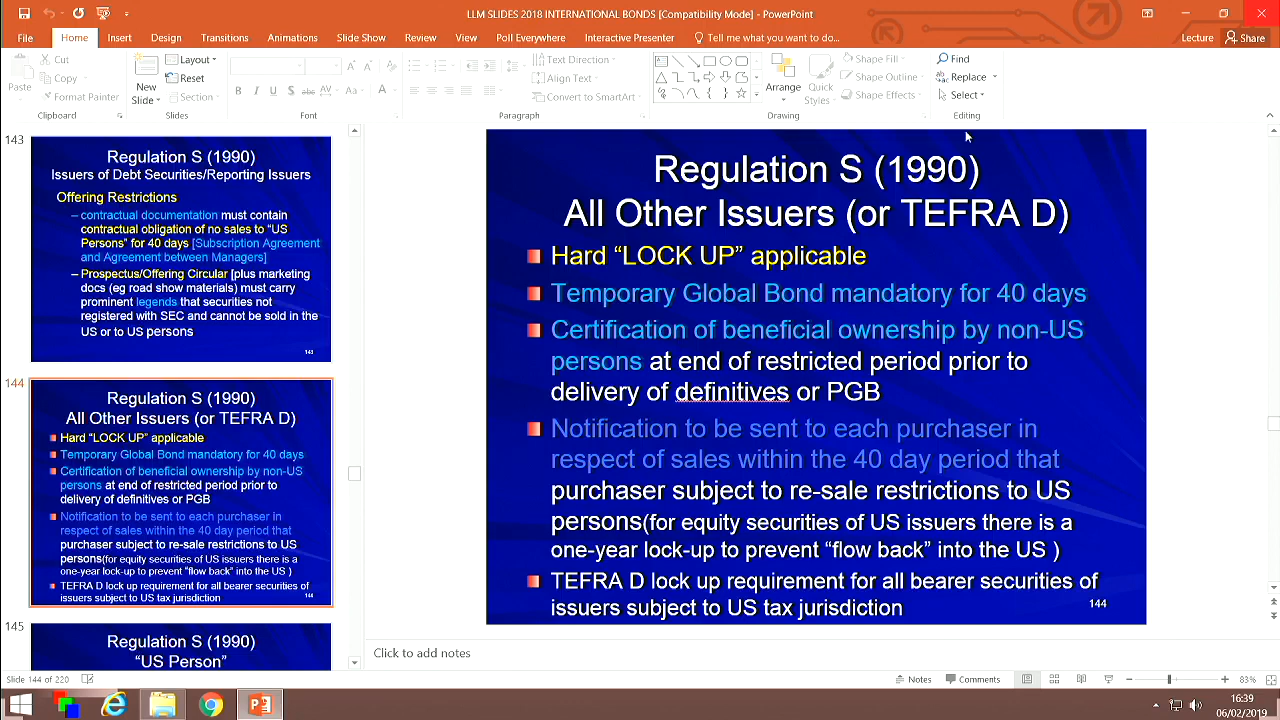 LLM SLIDES 2018 INTERNATIONAL BONDS [Compatibility Mode] - PowerPoint
File Home Insert Design Transitions Animations Slide Show Review View Poll Everywhere Interactive Presenter Tell me what you want to do... Lecture Share
Paste
Cut
Copy
Format Painter
Clipboard
New
Slide
Layout
Reset
Section
Slides
B I U S abc AV Aa A
Font
Text Direction
Align Text
Convert to SmartArt
Paragraph
Arrange
Quick
Styles
Shape Fill
Shape Outline
Shape Effects
Drawing
Find
Replace
Select
Editing
143
Regulation S (1990)
Issuers of Debt Securities/Reporting Issuers
Offering Restrictions
– contractual documentation must contain
contractual obligation of no sales to “US
Persons” for 40 days [Subscription Agreement
and Agreement between Managers]
– Prospectus/Offering Circular [plus marketing
docs (eg road show materials) must carry
prominent legends that securities not
registered with SEC and cannot be sold in the
US or to US persons
143
144
Regulation S (1990)
All Other Issuers (or TEFRA D)
Hard “LOCK UP” applicable
Temporary Global Bond mandatory for 40 days
Certification of beneficial ownership by non-US
persons at end of restricted period prior to
delivery of definitives or PGB
Notification to be sent to each purchaser in
respect of sales within the 40 day period that
purchaser subject to re-sale restrictions to US
persons(for equity securities of US issuers there is a
one-year lock-up to prevent “flow back” into the US )
TEFRA D lock up requirement for all bearer securities of
issuers subject to US tax jurisdiction
144
145
Regulation S (1990)
“US Person”
Regulation S (1990)
All Other Issuers (or TEFRA D)
Hard “LOCK UP” applicable
Temporary Global Bond mandatory for 40 days
Certification of beneficial ownership by non-US
persons at end of restricted period prior to
delivery of definitives or PGB
Notification to be sent to each purchaser in
respect of sales within the 40 day period that
purchaser subject to re-sale restrictions to US
persons(for equity securities of US issuers there is a
one-year lock-up to prevent “flow back” into the US )
TEFRA D lock up requirement for all bearer securities of
issuers subject to US tax jurisdiction
144
Click to add notes
Slide 144 of 220 Notes Comments 83%
16:39
06/02/2019